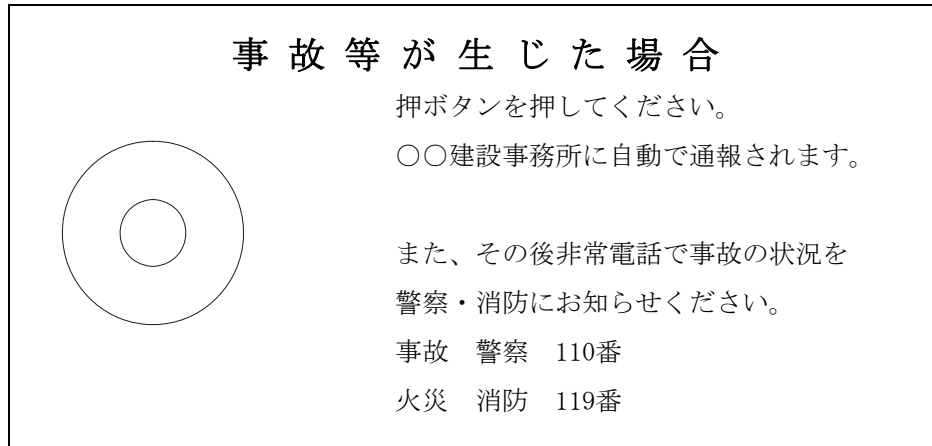 事故等が生じた場合
押ボタンを押してください。
○○建設事務所に自動で通報されます。
また、その後非常電話で事故の状況を
警察・消防にお知らせください。
事故　警察　110番
火災　消防　119番